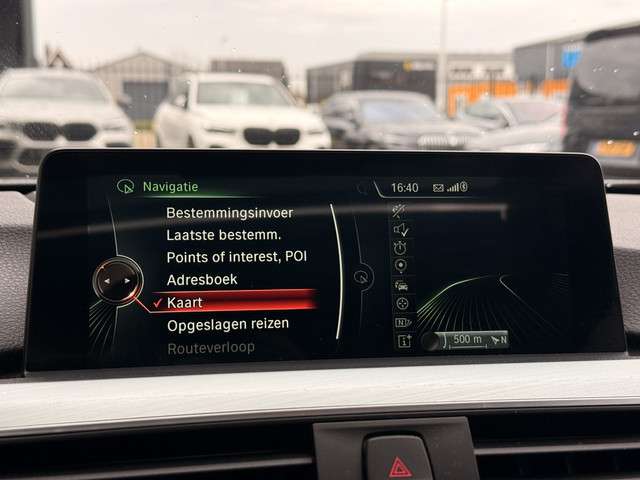 Navigatie
16:40
Bestemmingsinvoer
Laatste bestemm.
Points of interest, POI
Adresboek
Kaart
Opgeslagen reizen
Routeverloop
N
500 m
N